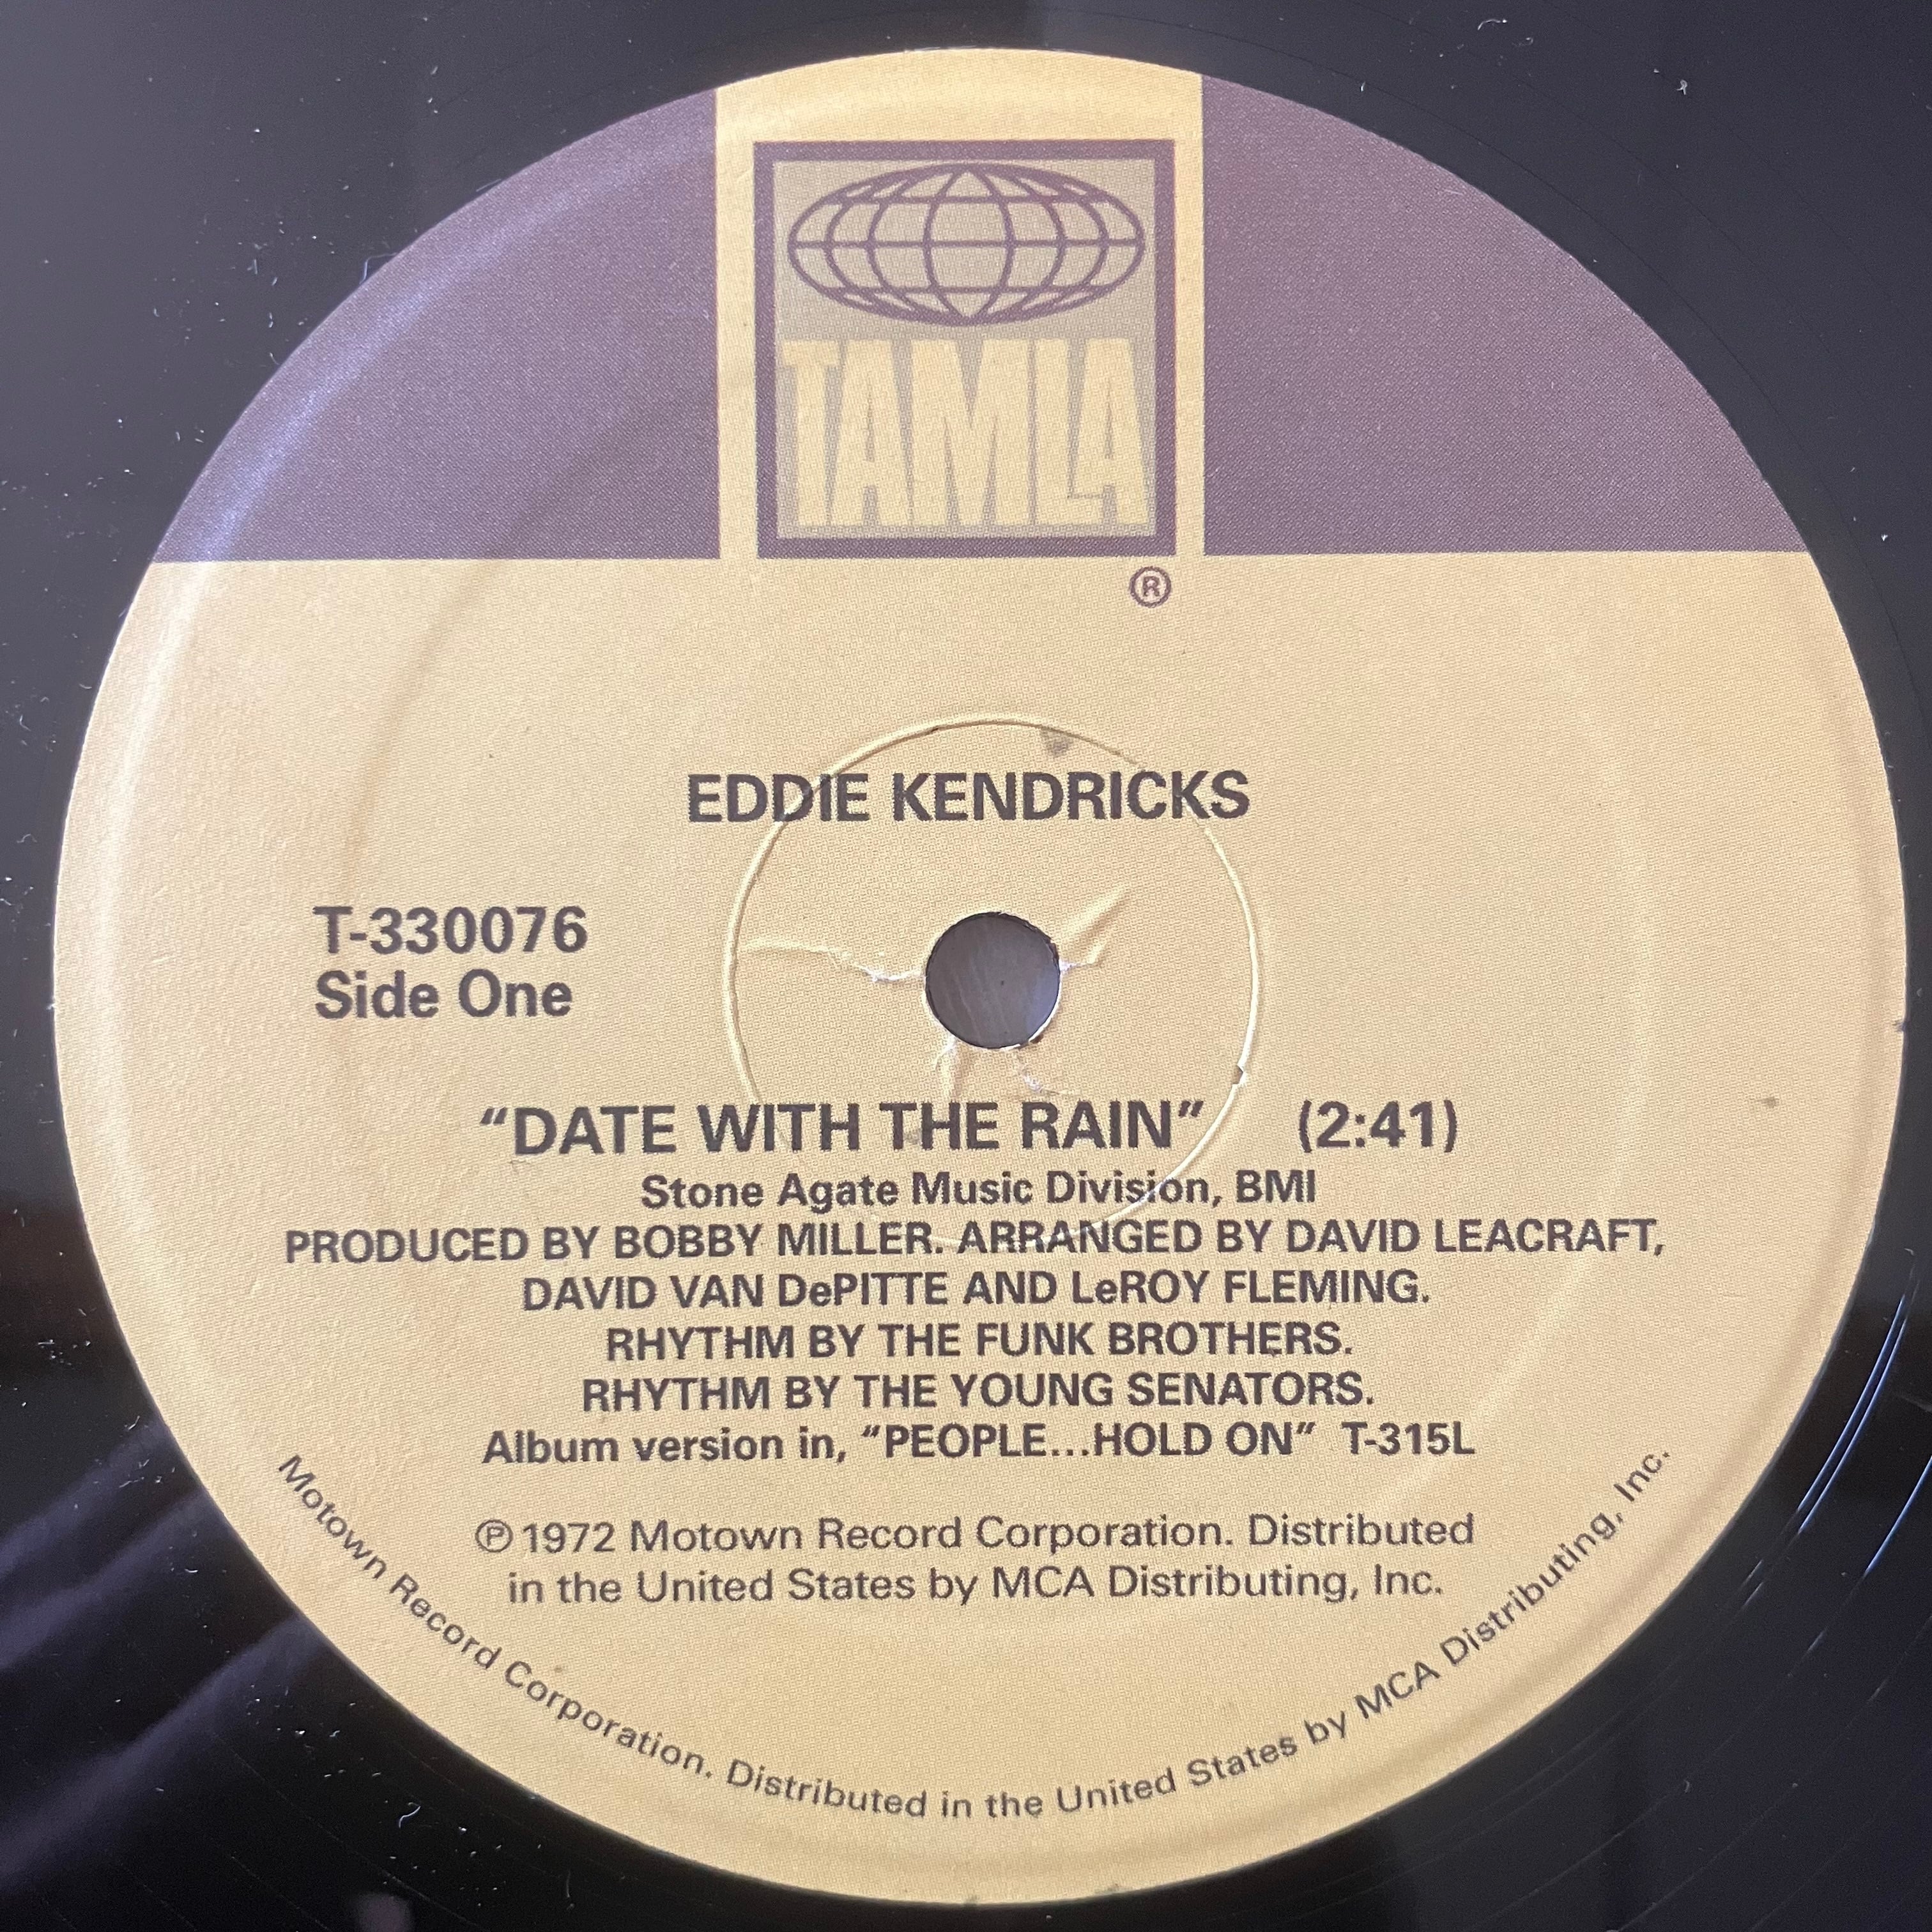 TAMLA
®
EDDIE KENDRICKS
T-330076
Side One
“DATE WITH THE RAIN” (2:41)
Stone Agate Music Division, BMI
PRODUCED BY BOBBY MILLER. ARRANGED BY DAVID LEACRAFT,
DAVID VAN DePITTE AND LeROY FLEMING.
RHYTHM BY THE FUNK BROTHERS.
RHYTHM BY THE YOUNG SENATORS.
Album version in, “PEOPLE...HOLD ON” T-315L
℗1972 Motown Record Corporation. Distributed
in the United States by MCA Distributing, Inc.
Motown Record Corporation. Distributed in the United States by MCA Distributing, Inc.